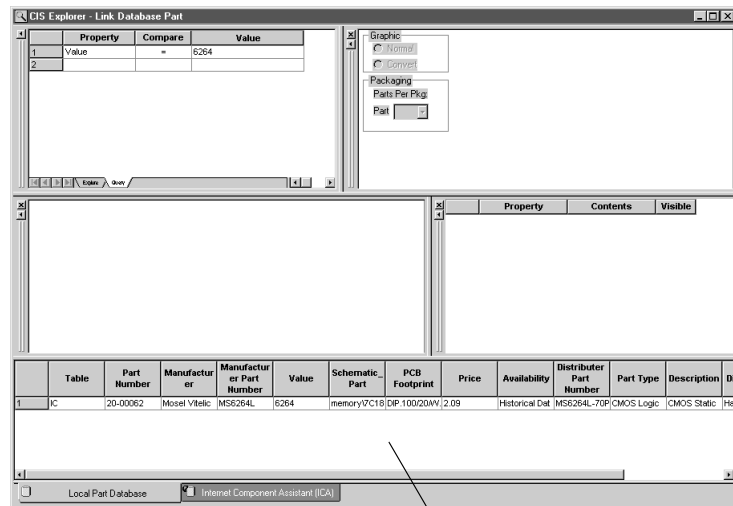 CIS Explorer - Link Database Part
Property Compare Value
1 Value = 6264
2
Explore Query
Graphic
Normal
Convert
Packaging
Parts Per Pkg:
Part
Property Contents Visible
Table Part Number Manufacturer Manufacturer Part Number Value Schematic_Part PCB Footprint Price Availability Distributer Part Number Part Type Description Di
1 IC 20-00062 Mosel Vitelic MS6264L 6264 memory\7C18 DIP.100/20/W. 2.09 Historical Dat MS6264L-70P CMOS Logic CMOS Static Ha
Local Part Database Internet Component Assistant (ICA)